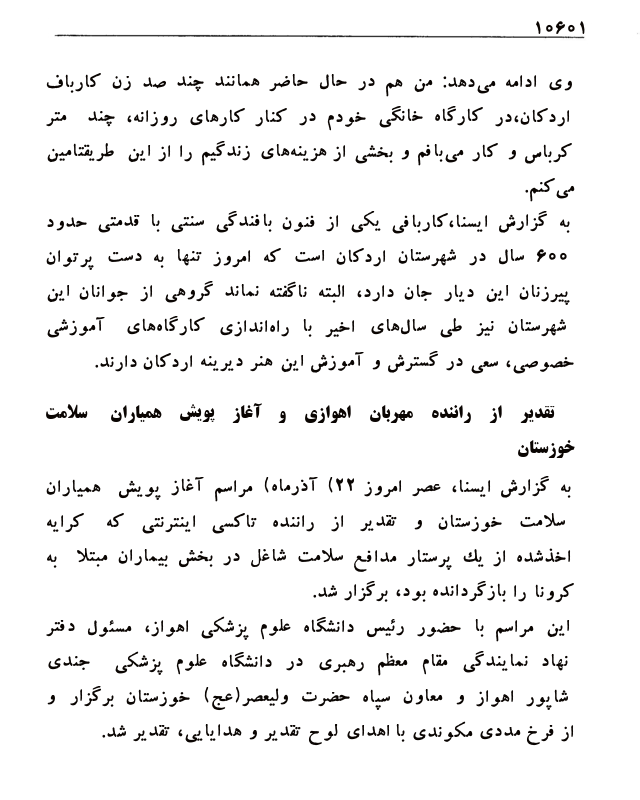 ۱۰۶۰۱
وی ادامه می‌دهد: من هم در حال حاضر همانند چند صد زن کارباف
اردکان،در کارگاه خانگی خودم در کنار کارهای روزانه، چند متر
کرباس و کار می‌بافم و بخشی از هزینه‌های زندگیم را از این طریقتامین
می‌کنم.
به گزارش ایسنا،کاربافی یکی از فنون بافندگی سنتی با قدمتی حدود
۶۰۰ سال در شهرستان اردکان است که امروز تنها به دست پرتوان
پیرزنان این دیار جان دارد، البته ناگفته نماند گروهی از جوانان این
شهرستان نیز طی سال‌های اخیر با راه‌اندازی کارگاه‌های آموزشی
خصوصی، سعی در گسترش و آموزش این هنر دیرینه اردکان دارند.
تقدیر از راننده مهربان اهوازی و آغاز پویش همیاران سلامت
خوزستان
به گزارش ایسنا، عصر امروز ۲۲) آذرماه) مراسم آغاز پویش همیاران
سلامت خوزستان و تقدیر از راننده تاکسی اینترنتی که کرایه
اخذشده از یك پرستار مدافع سلامت شاغل در بخش بیماران مبتلا به
کرونا را بازگردانده بود، برگزار شد.
این مراسم با حضور رئیس دانشگاه علوم پزشکی اهواز، مسئول دفتر
نهاد نمایندگی مقام معظم رهبری در دانشگاه علوم پزشکی جندی
شاپور اهواز و معاون سپاه حضرت ولیعصر(عج) خوزستان برگزار و
از فرخ مددی مکوندی با اهدای لوح تقدیر و هدایایی، تقدیر شد.